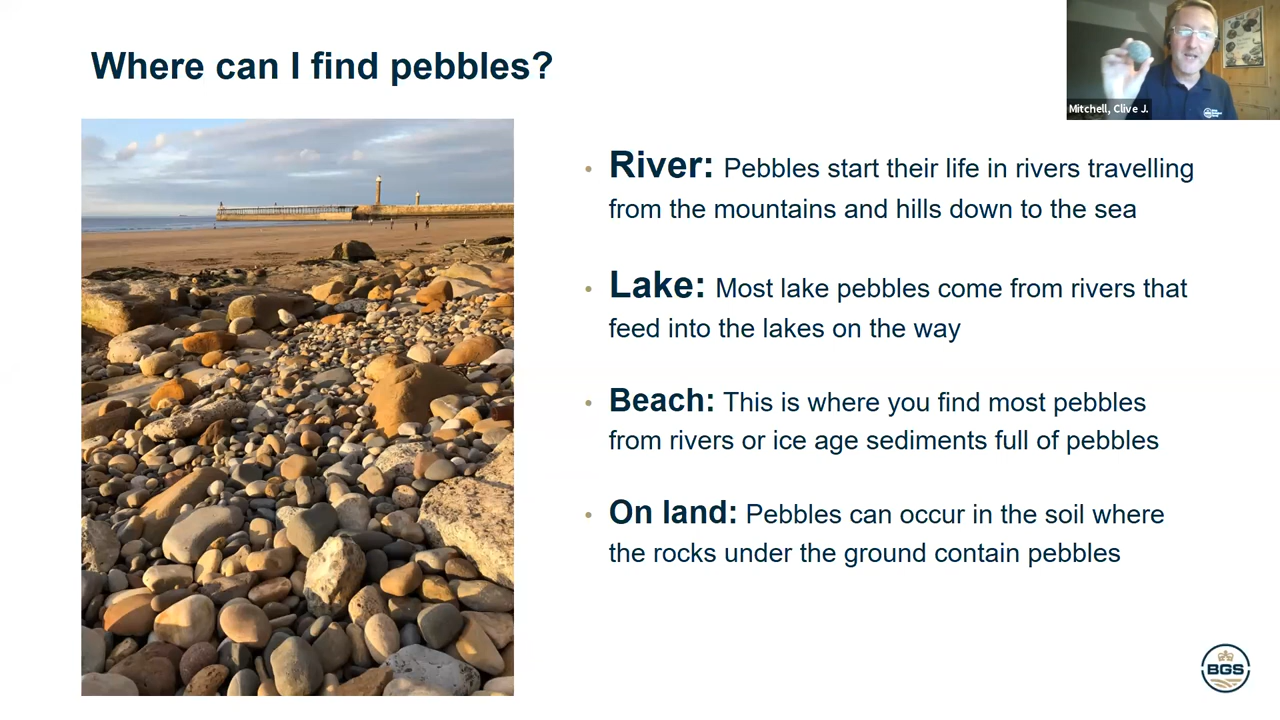 Where can I find pebbles?
Mitchell, Clive J.
• River: Pebbles start their life in rivers travelling
from the mountains and hills down to the sea
• Lake: Most lake pebbles come from rivers that
feed into the lakes on the way
• Beach: This is where you find most pebbles
from rivers or ice age sediments full of pebbles
• On land: Pebbles can occur in the soil where
the rocks under the ground contain pebbles
BGS